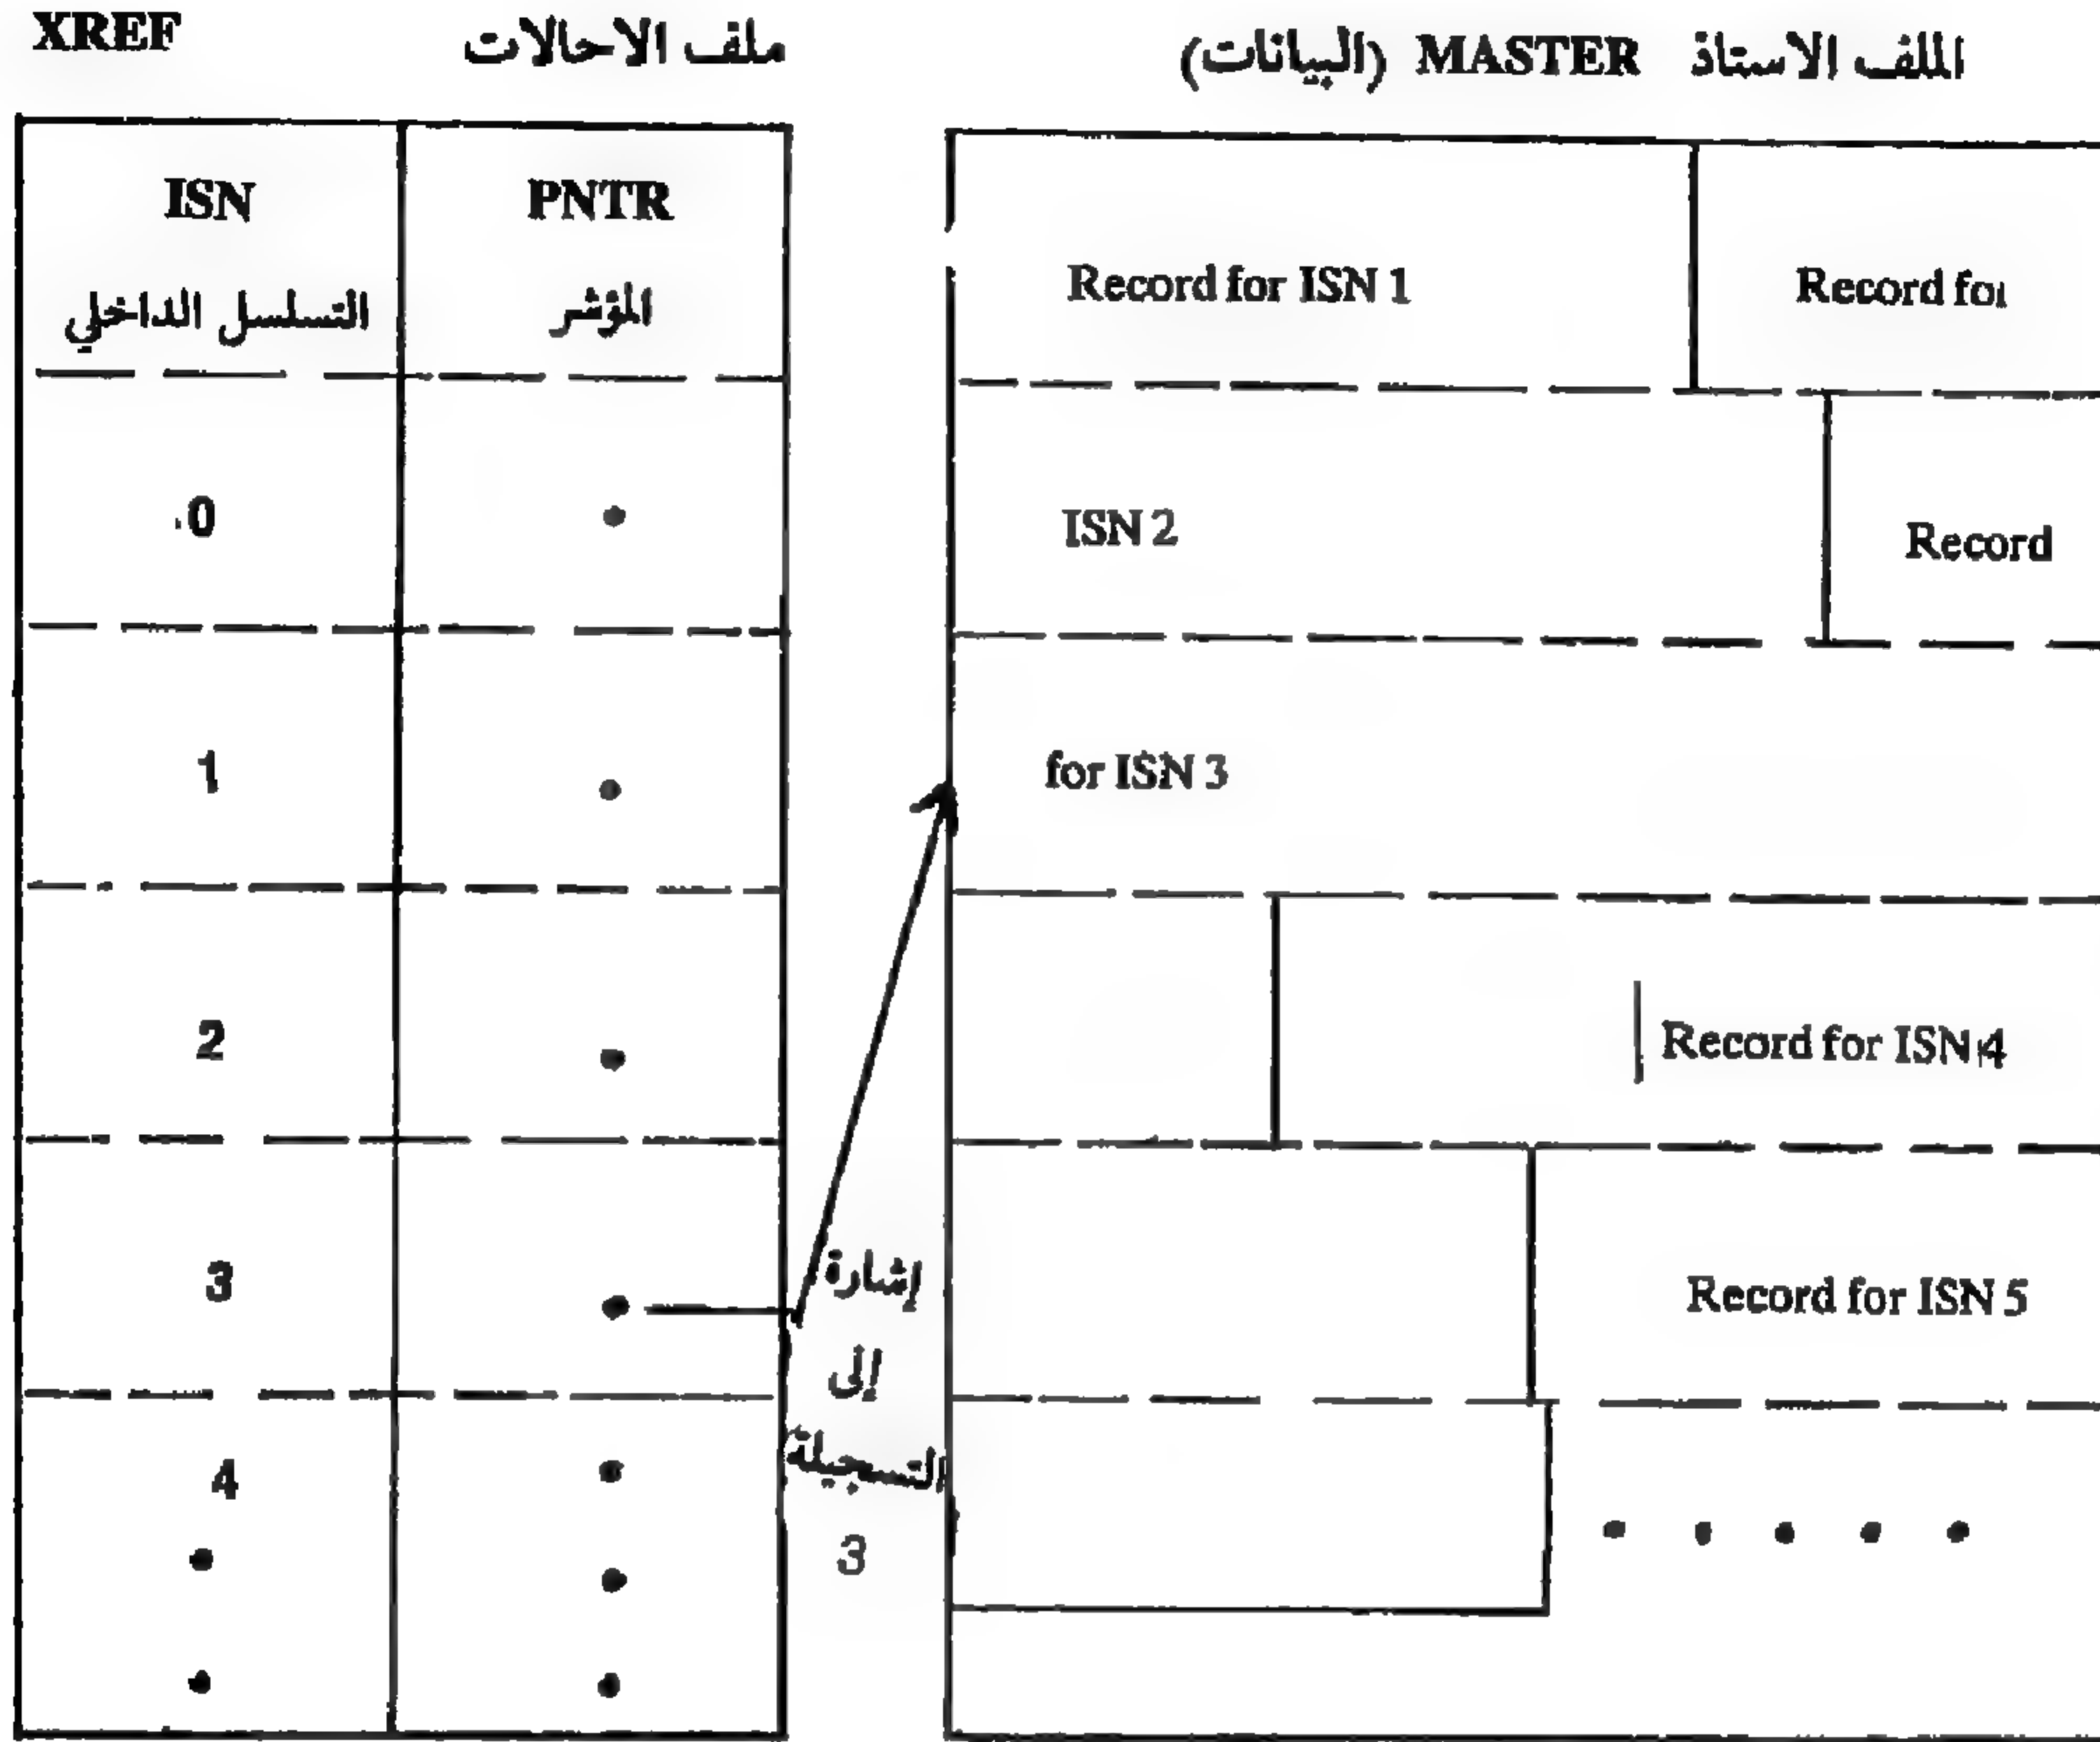 XREF ملف الاحالات
الملف الاستاذ MASTER (البيانات)
ISN PNTR
التسلسل الداخلي المؤشر
0
1
2
3
4
إشارة
إلى
التسجيلة
3
Record for ISN 1 Record for
ISN 2 Record
for ISN 3
Record for ISN 4
Record for ISN 5